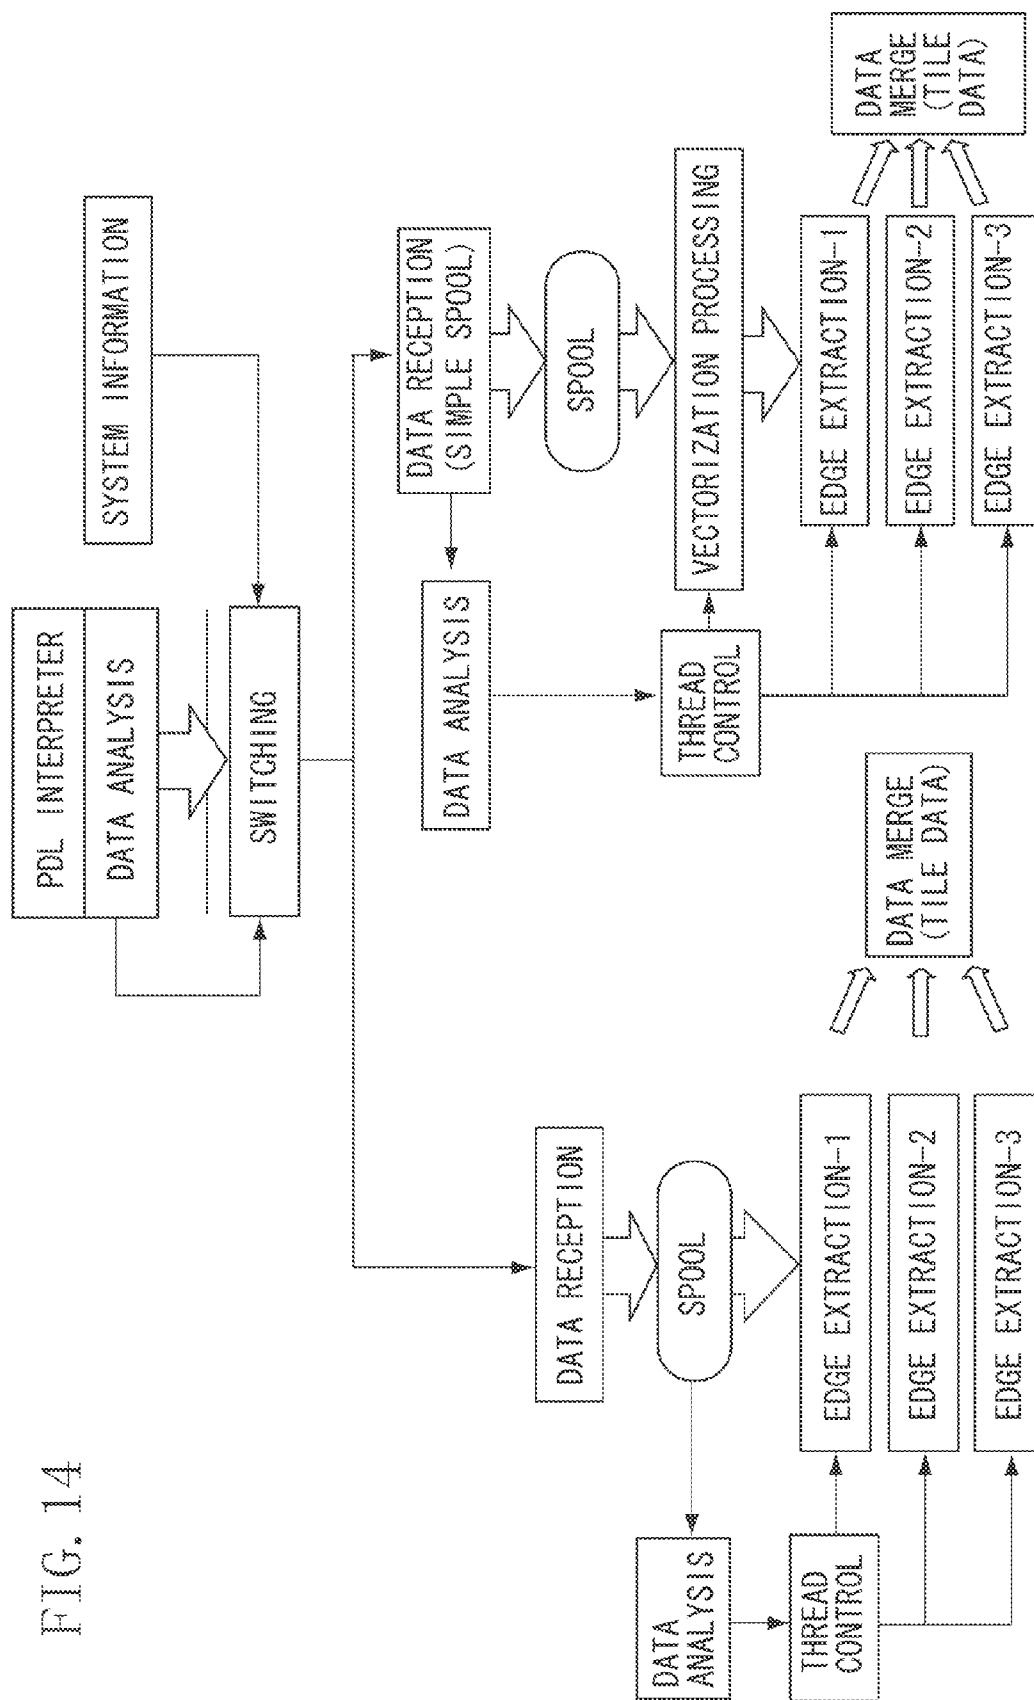 FIG. 14
PDL INTERPRETER
DATA ANALYSIS
SYSTEM INFORMATION
SWITCHING
DATA RECEPTION
DATA RECEPTION
(SIMPLE SPOOL)
DATA ANALYSIS
SPOOL
SPOOL
DATA
ANALYSIS
THREAD
CONTROL
VECTORIZATION PROCESSING
THREAD
CONTROL
EDGE EXTRACTION-1
EDGE EXTRACTION-2
EDGE EXTRACTION-3
DATA MERGE
(TILE DATA)
EDGE EXTRACTION-1
EDGE EXTRACTION-2
EDGE EXTRACTION-3
DATA
MERGE
(TILE
DATA)